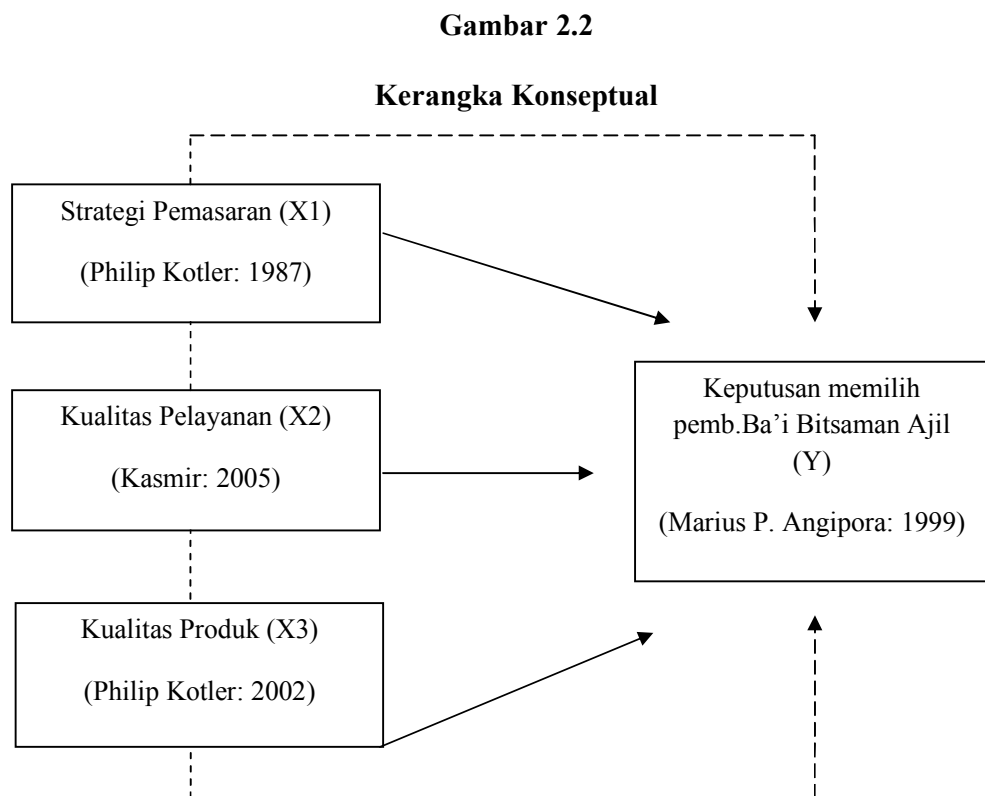 Gambar 2.2
Kerangka Konseptual
Strategi Pemasaran (X1)
(Philip Kotler: 1987)
Kualitas Pelayanan (X2)
(Kasmir: 2005)
Kualitas Produk (X3)
(Philip Kotler: 2002)
Keputusan memilih
pemb.Ba’i Bitsaman Ajil
(Y)
(Marius P. Angipora: 1999)